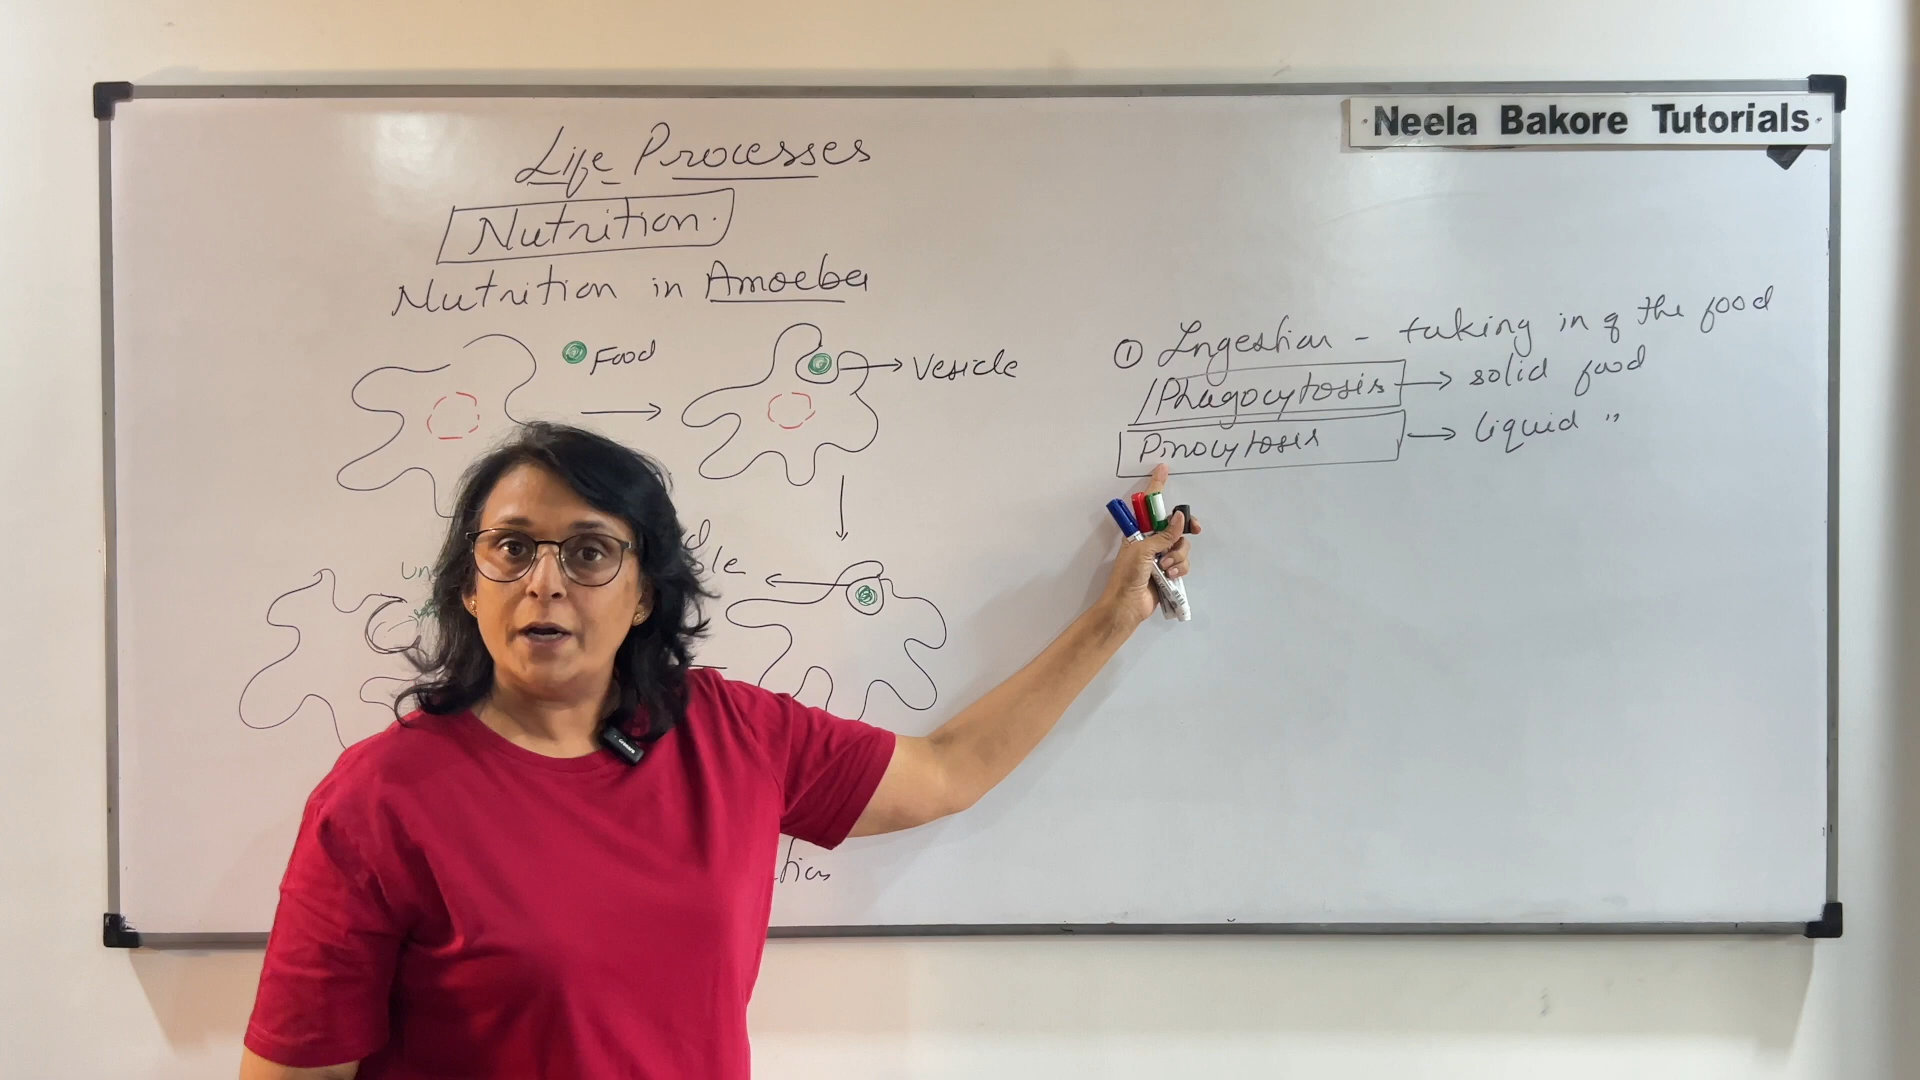 Neela Bakore Tutorials
Life Processes
Nutrition
Nutrition in Amoeba
Food
Vesicle
① Ingestion - taking in of the food
Phagocytosis → solid food
Pinocytosis → liquid "